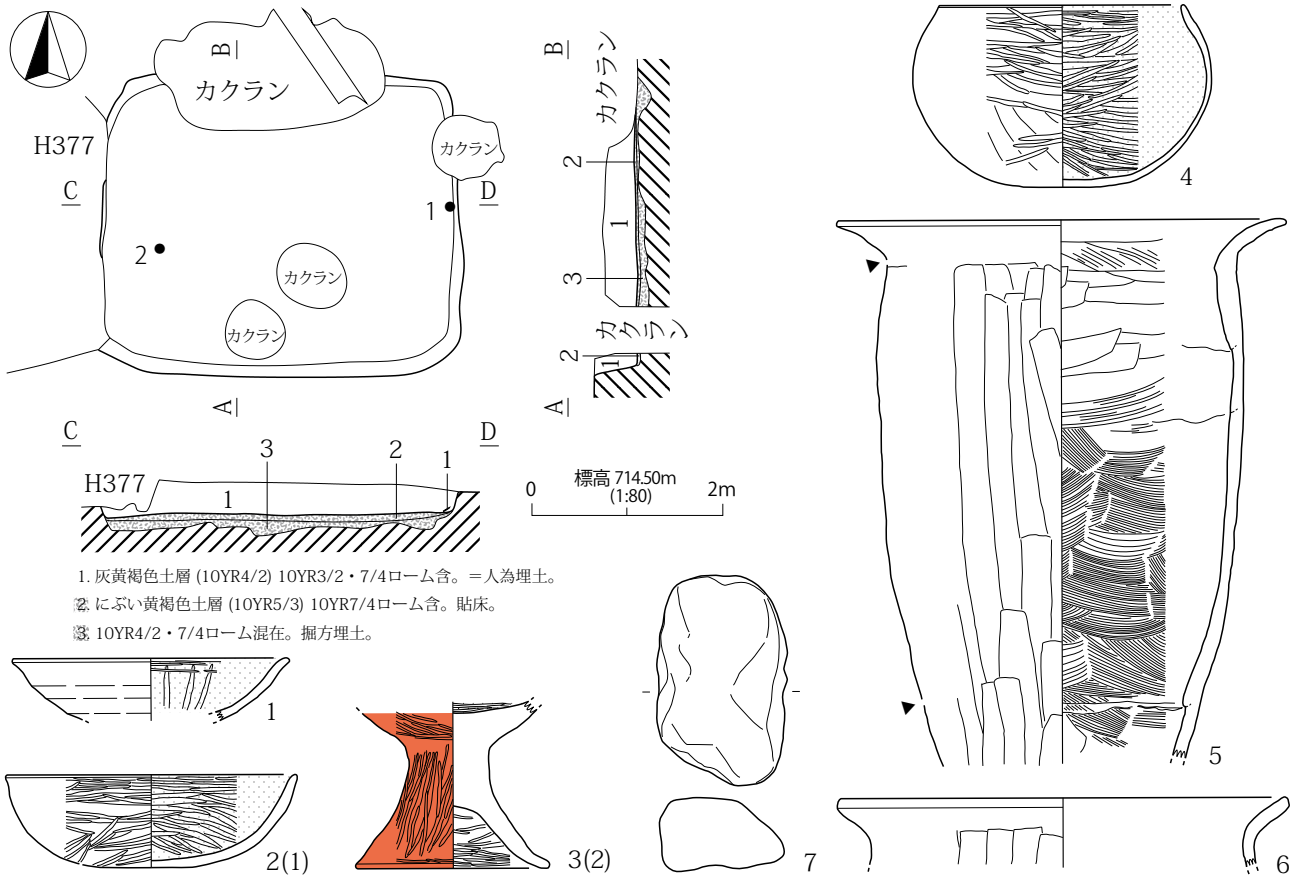 B
カクラン
H377
カクラン
C
D
1
2
カクラン
カクラン
A
B
カクラン
2
1
3
カクラン
2
1
A
C
D
3
2
1
H377
1
標高 714.50m
(1:80)
0
2m
1. 灰黄褐色土層 (10YR4/2) 10YR3/2・7/4ローム含。＝人為埋土。
2. にぶい黄褐色土層 (10YR5/3) 10YR7/4ローム含。貼床。
3. 10YR4/2・7/4ローム混在。掘方埋土。
1
2(1)
3(2)
4
5
6
7